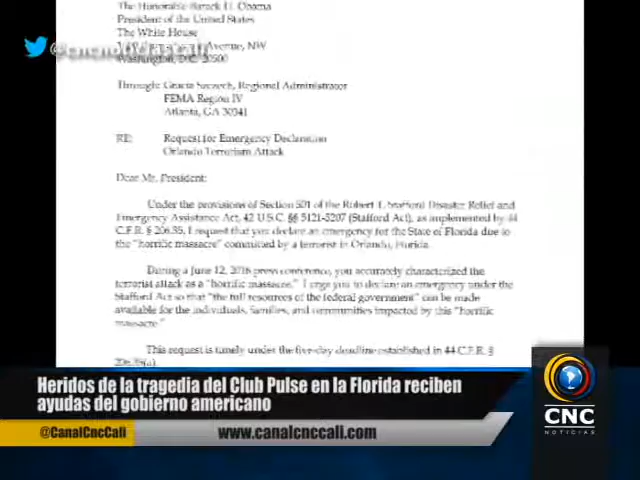 The Honorable Barack H. Obama
President of the United States
The White House
Avenue, NW
Washington, D.C. 20500
@cncnoticiascali
Through: Gracia Szczech, Regional Administrator
FEMA Region IV
Atlanta, GA 30341
RE: Request for Emergency Declaration
Orlando Terrorism Attack
Dear Mr. President:
Under the provisions of Section 501 of the Robert T. Stafford Disaster Relief and
Emergency Assistance Act, 42 U.S.C. §§ 5121-5207 (Stafford Act), as implemented by 44
C.F.R. § 206.35, I request that you declare an emergency for the State of Florida due to
the "horrific massacre" committed by a terrorist in Orlando, Florida.
During a June 12, 2016 press conference, you accurately characterized the
terrorist attack as a "horrific massacre." I urge you to declare an emergency under the
Stafford Act so that "the full resources of the federal government" can be made
available for the individuals, families, and communities impacted by this "horrific
massacre."
This request is timely under the five-day deadline established in 44 C.F.R. §
206.35(a).
Heridos de la tragedia del Club Pulse en la Florida reciben
ayudas del gobierno americano
CNC
NOTICIAS
@CanalCncCali
www.canalcnccali.com